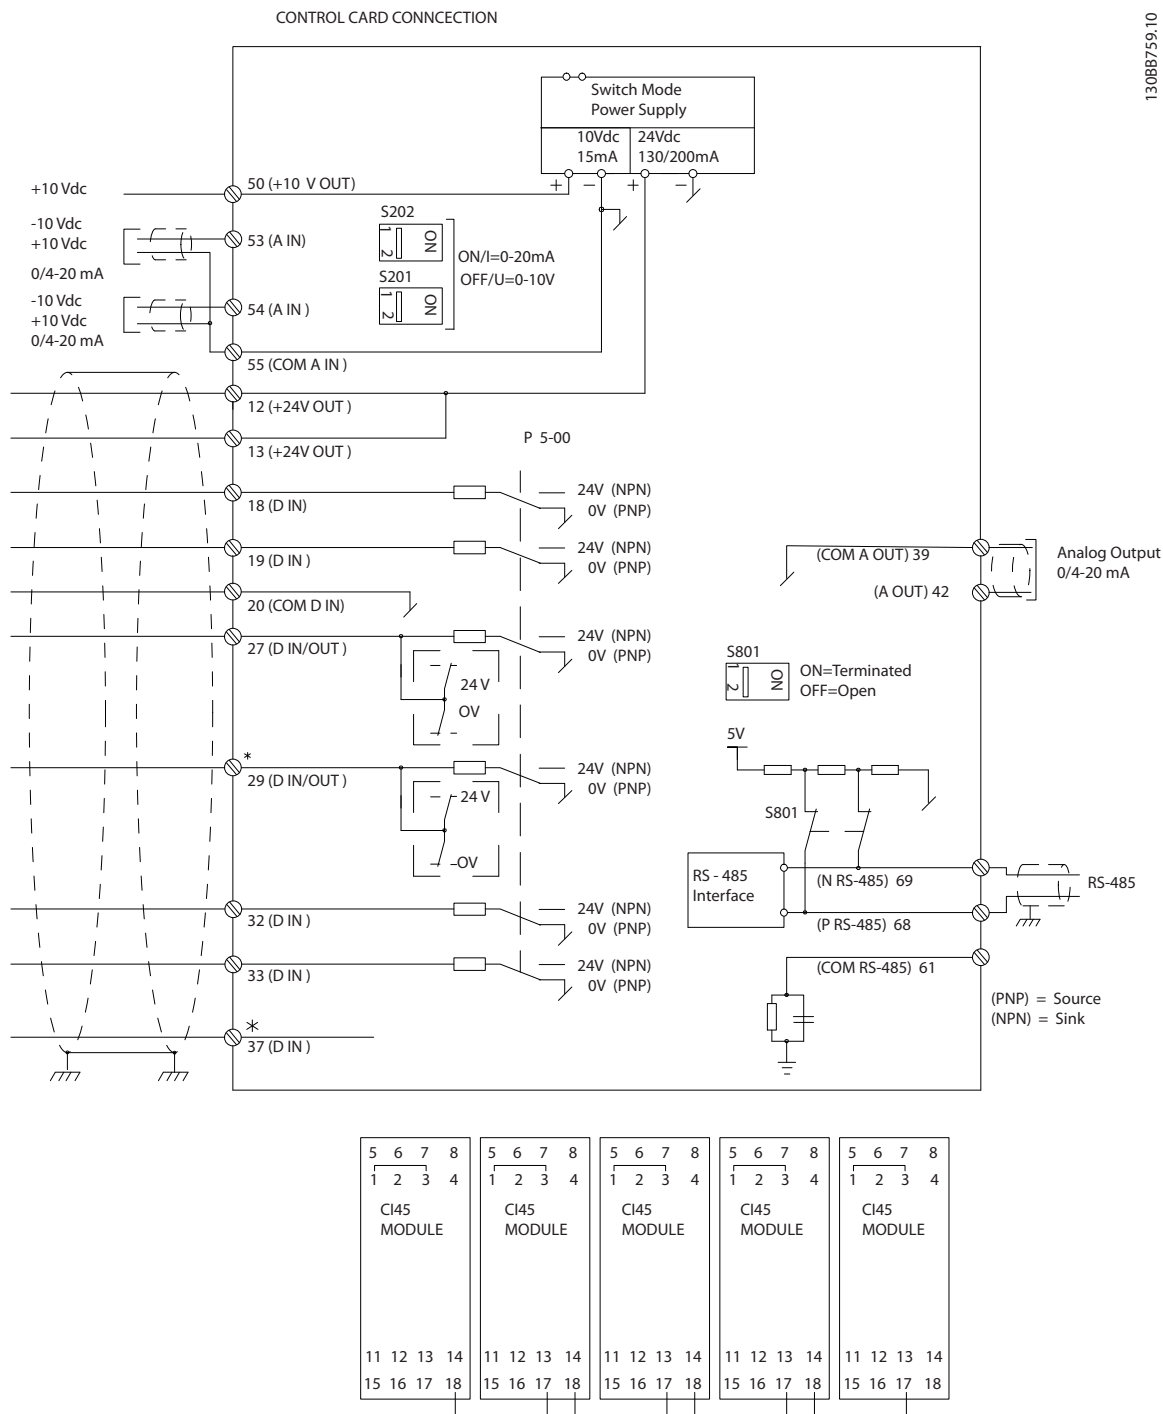 CONTROL CARD CONNCECTION
130BB759.10
Switch Mode
Power Supply
10Vdc
15mA
24Vdc
130/200mA
+ - + -
+10 Vdc
50 (+10 V OUT)
-10 Vdc
+10 Vdc
0/4-20 mA
53 (A IN)
S202
1 2 ON
ON/I=0-20mA
OFF/U=0-10V
S201
1 2 ON
-10 Vdc
+10 Vdc
0/4-20 mA
54 (A IN )
55 (COM A IN )
12 (+24V OUT )
13 (+24V OUT )
P 5-00
18 (D IN)
24V (NPN)
0V (PNP)
19 (D IN )
24V (NPN)
0V (PNP)
20 (COM D IN)
27 (D IN/OUT )
24V (NPN)
0V (PNP)
24 V
OV
*
29 (D IN/OUT )
24V (NPN)
0V (PNP)
24 V
OV
32 (D IN )
24V (NPN)
0V (PNP)
33 (D IN )
24V (NPN)
0V (PNP)
*
37 (D IN )
(COM A OUT) 39
(A OUT) 42
Analog Output
0/4-20 mA
S801
1 2 ON
ON=Terminated
OFF=Open
5V
S801
RS - 485
Interface
(N RS-485) 69
(P RS-485) 68
RS-485
(COM RS-485) 61
(PNP) = Source
(NPN) = Sink
5 6 7 8
1 2 3 4
CI45
MODULE
11 12 13 14
15 16 17 18
5 6 7 8
1 2 3 4
CI45
MODULE
11 12 13 14
15 16 17 18
5 6 7 8
1 2 3 4
CI45
MODULE
11 12 13 14
15 16 17 18
5 6 7 8
1 2 3 4
CI45
MODULE
11 12 13 14
15 16 17 18
5 6 7 8
1 2 3 4
CI45
MODULE
11 12 13 14
15 16 17 18